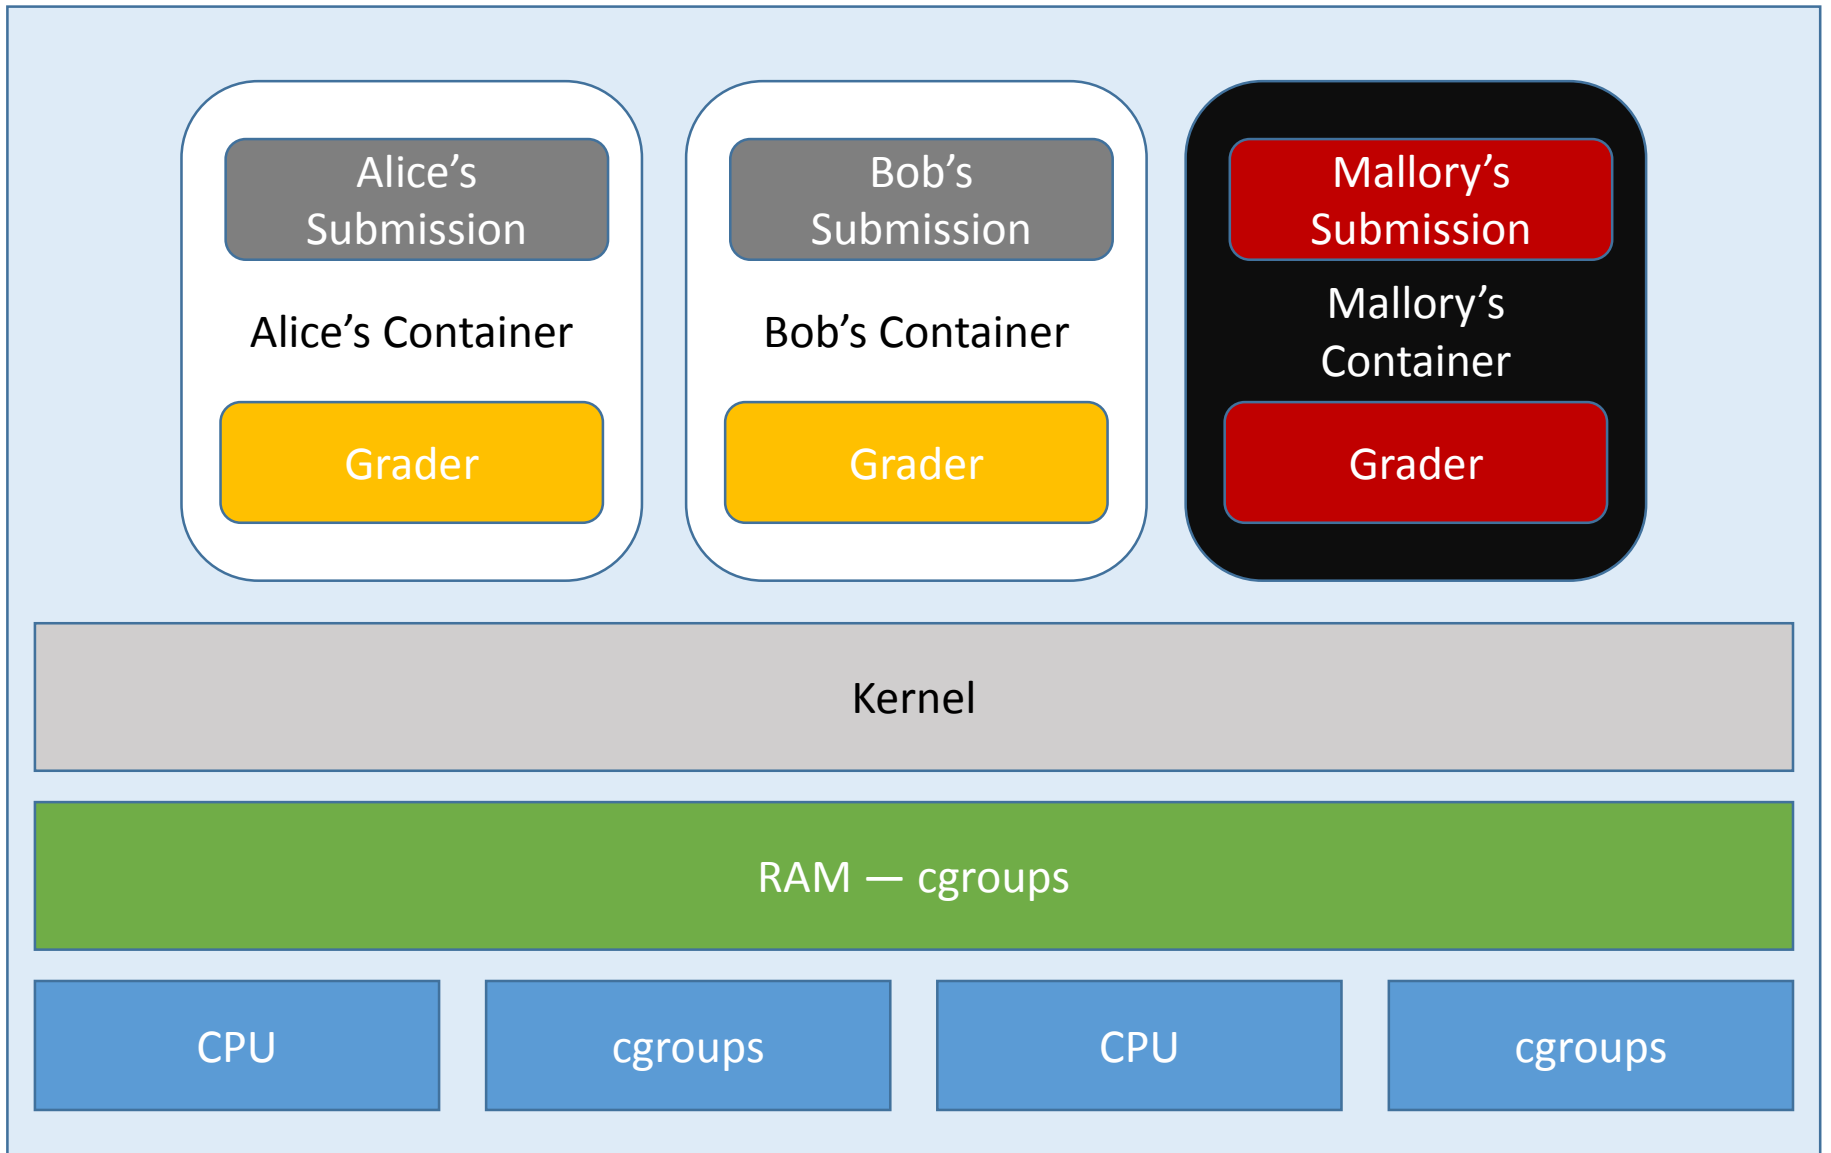 Alice’s
Submission
Bob’s
Submission
Mallory’s
Submission
Alice’s Container
Bob’s Container
Mallory’s
Container
Grader
Grader
Grader
Kernel
RAM — cgroups
CPU
cgroups
CPU
cgroups